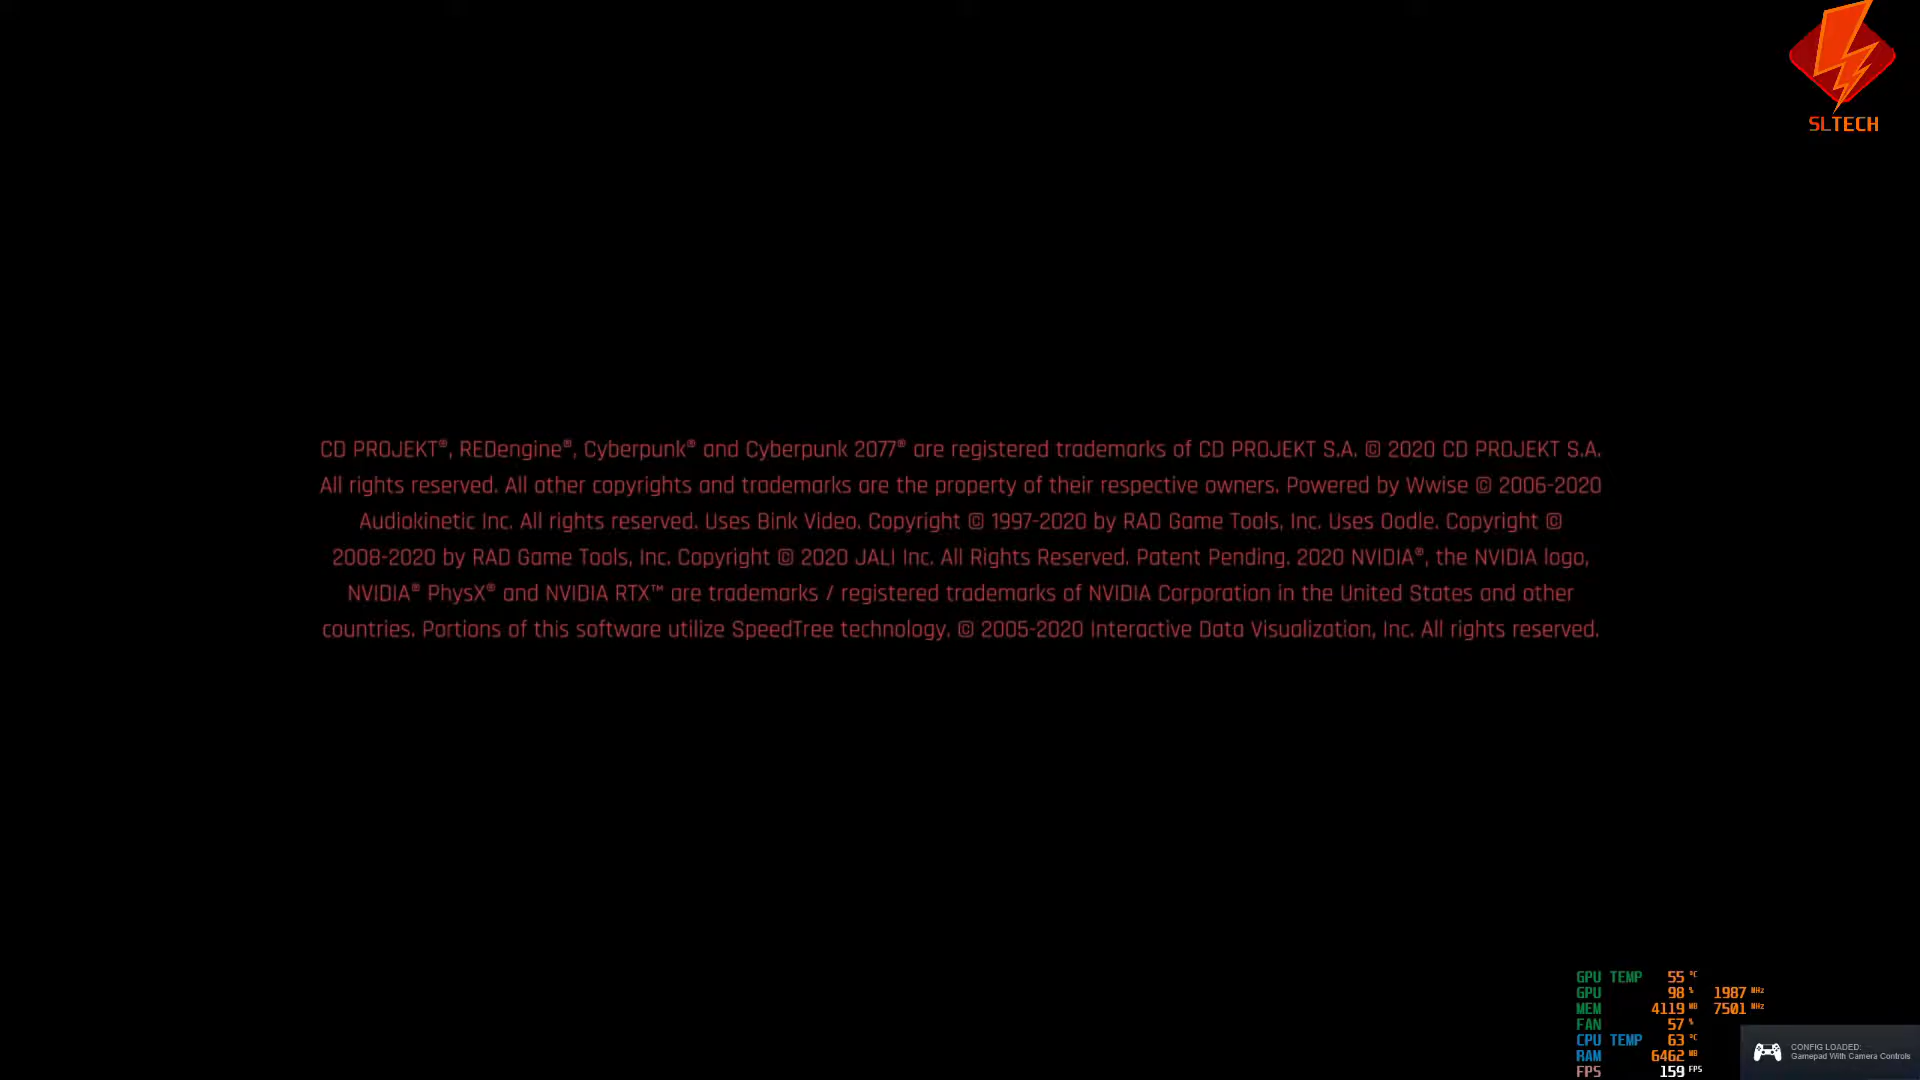 SLTECH
CD PROJEKT®, REDengine®, Cyberpunk® and Cyberpunk 2077® are registered trademarks of CD PROJEKT S.A. © 2020 CD PROJEKT S.A.
All rights reserved. All other copyrights and trademarks are the property of their respective owners. Powered by Wwise © 2006-2020
Audiokinetic Inc. All rights reserved. Uses Bink Video. Copyright © 1997-2020 by RAD Game Tools, Inc. Uses Oodle. Copyright ©
2008-2020 by RAD Game Tools, Inc. Copyright © 2020 JALI Inc. All Rights Reserved. Patent Pending. 2020 NVIDIA®, the NVIDIA logo,
NVIDIA® PhysX® and NVIDIA RTX™ are trademarks / registered trademarks of NVIDIA Corporation in the United States and other
countries. Portions of this software utilize SpeedTree technology. © 2005-2020 Interactive Data Visualization, Inc. All rights reserved.
GPU TEMP 55 °C
GPU 98 % 1987 MHz
MEM 4119 MB 7501 MHz
FAN 57 %
CPU TEMP 63 °C
RAM 6462 MB
FPS 159 FPS
CONFIG LOADED:
Gamepad With Camera Controls